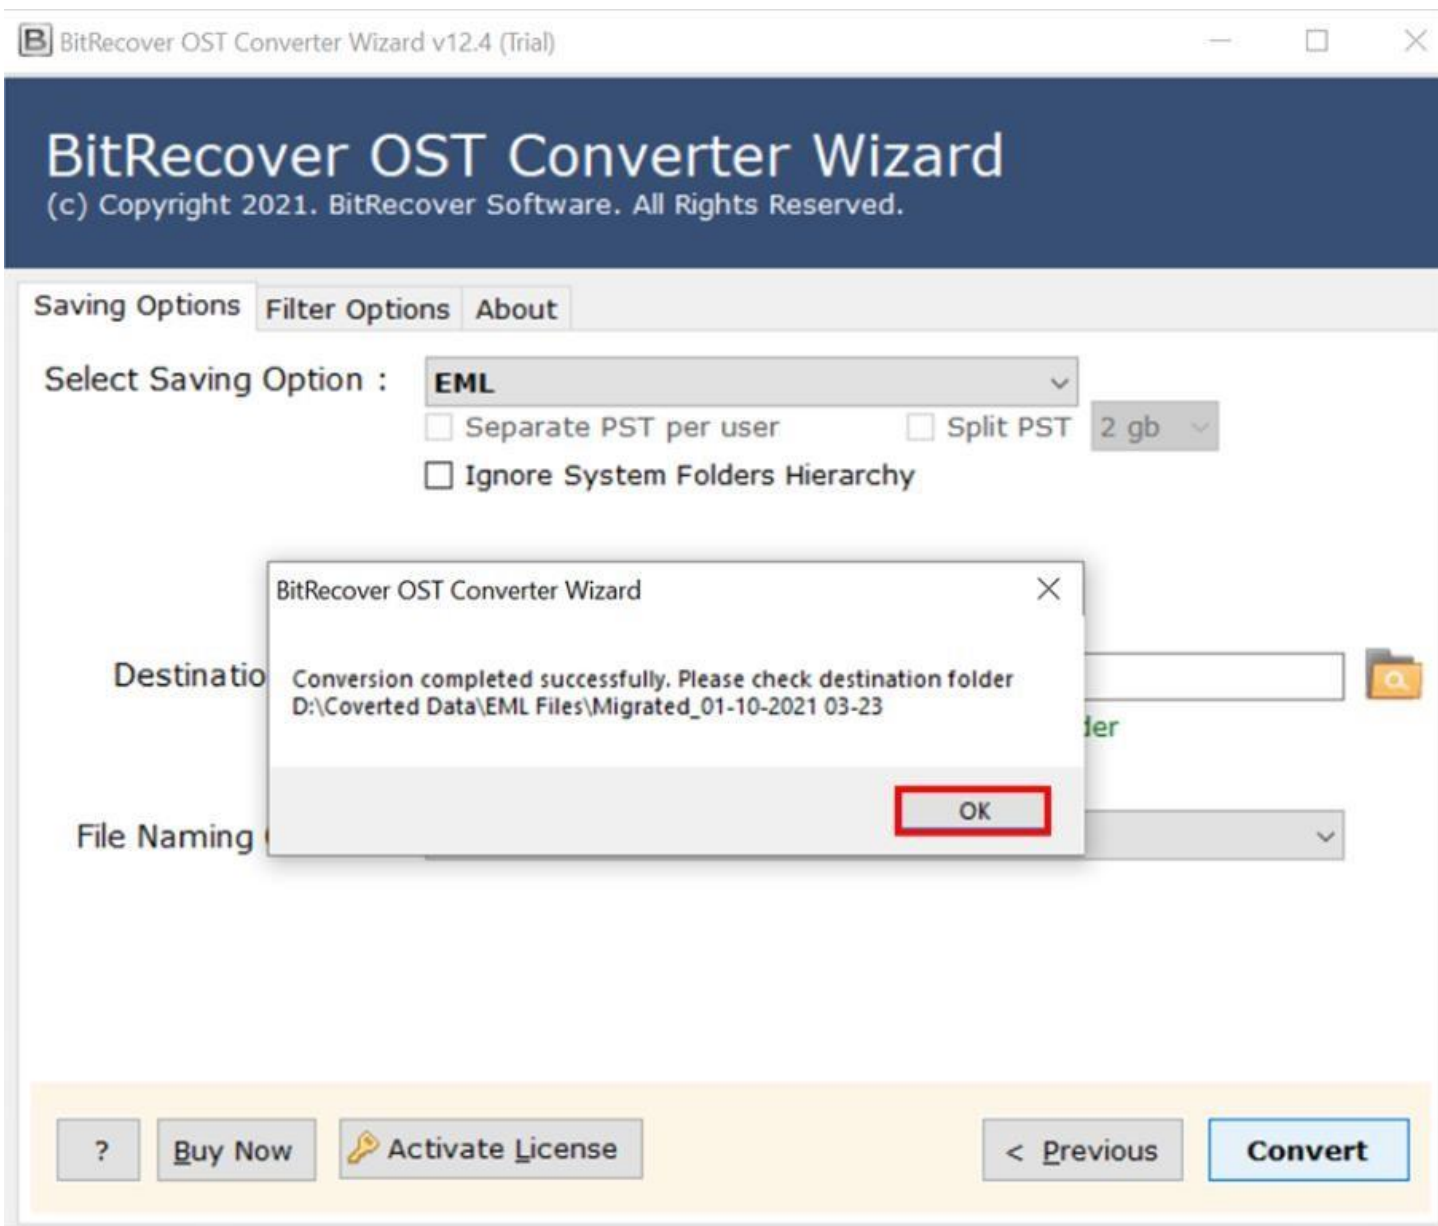 BitRecover OST Converter Wizard v12.4 (Trial)
BitRecover OST Converter Wizard
(c) Copyright 2021. BitRecover Software. All Rights Reserved.
Saving Options Filter Options About
Select Saving Option : EML
Separate PST per user Split PST 2 gb
Ignore System Folders Hierarchy
BitRecover OST Converter Wizard
Conversion completed successfully. Please check destination folder
D:\Coverted Data\EML Files\Migrated_01-10-2021 03-23
OK
File Naming
? Buy Now Activate License < Previous Convert